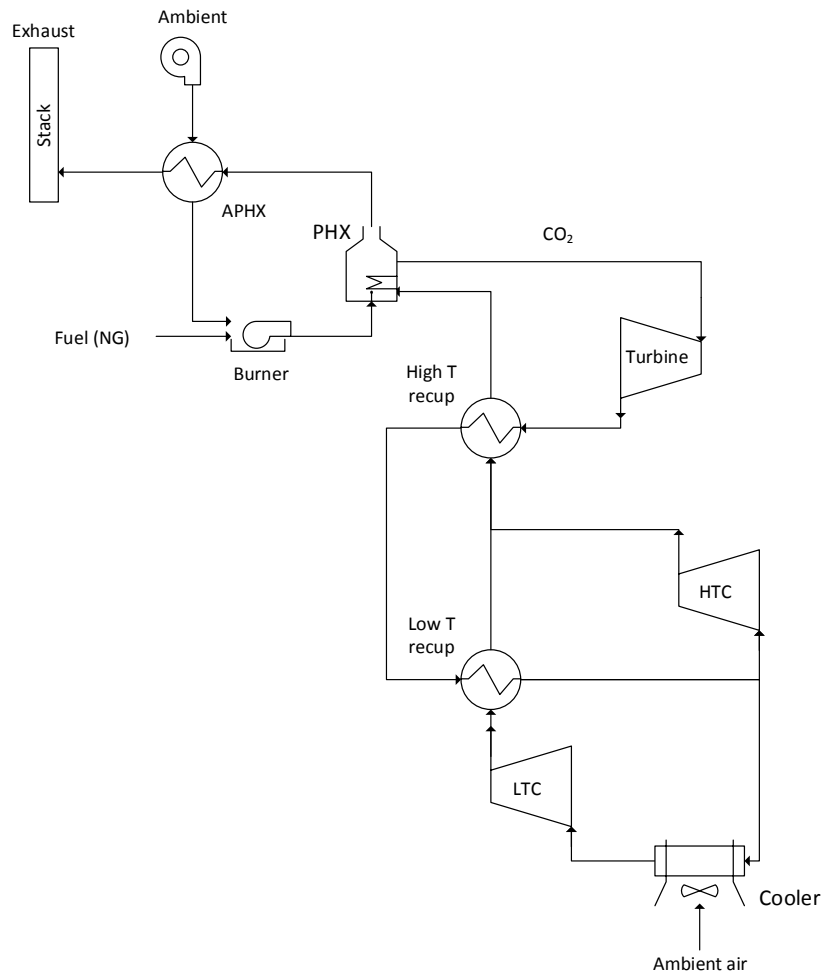 Ambient
Exhaust
Stack
APHX
PHX
CO₂
Fuel (NG)
Burner
Turbine
High T
recup
HTC
Low T
recup
LTC
Cooler
Ambient air